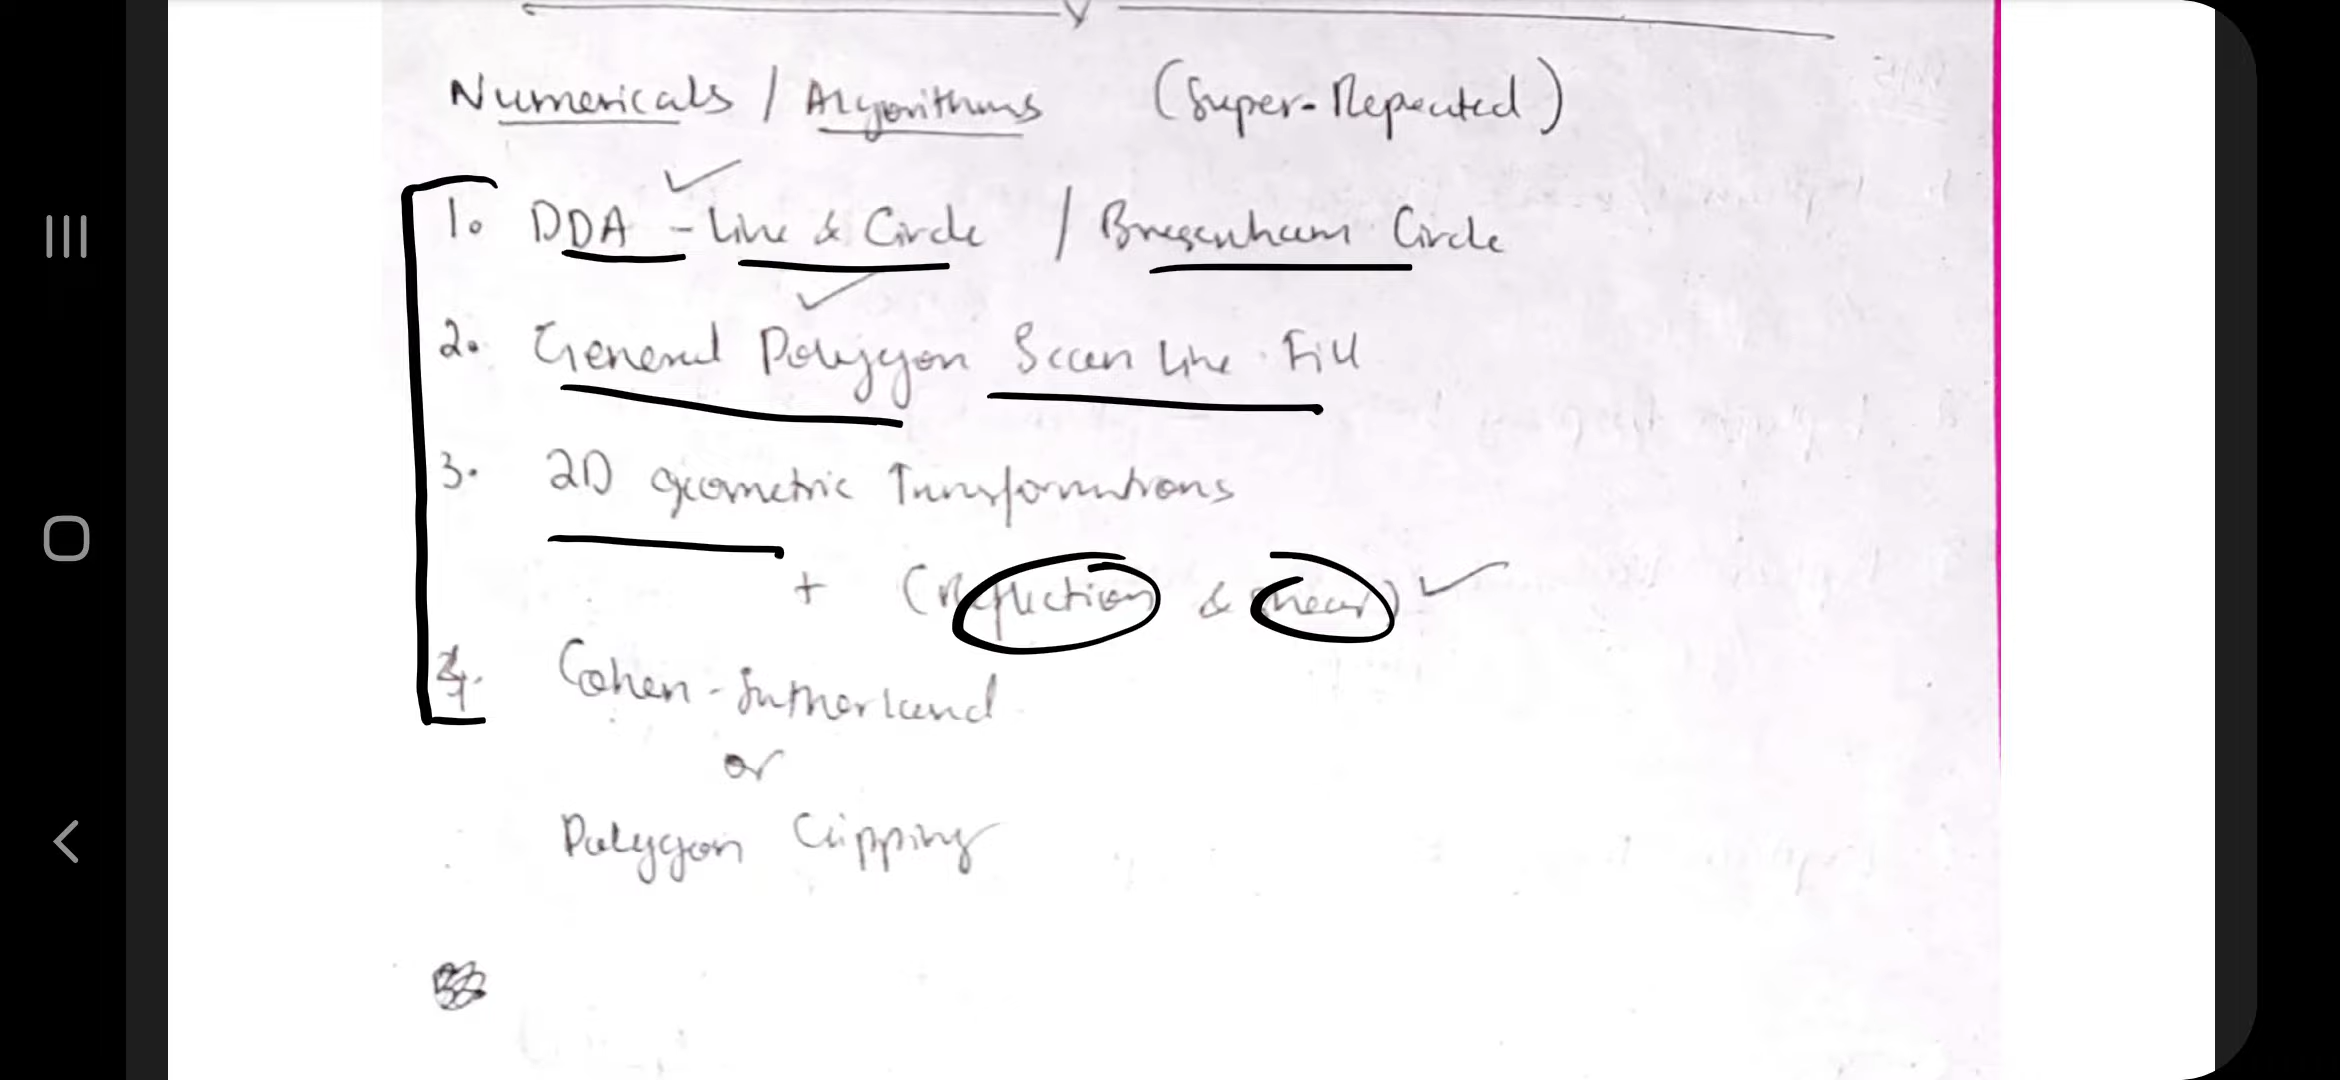 Numericals / Algorithms (Super-Repeated)
1. DDA - Line & Circle / Bresenham Circle
2. General Polygon Scan Line Fill
3. 2D geometric Transformations
+ (Reflection & shear)
4. Cohen-Sutherland
or
Polygon Clipping